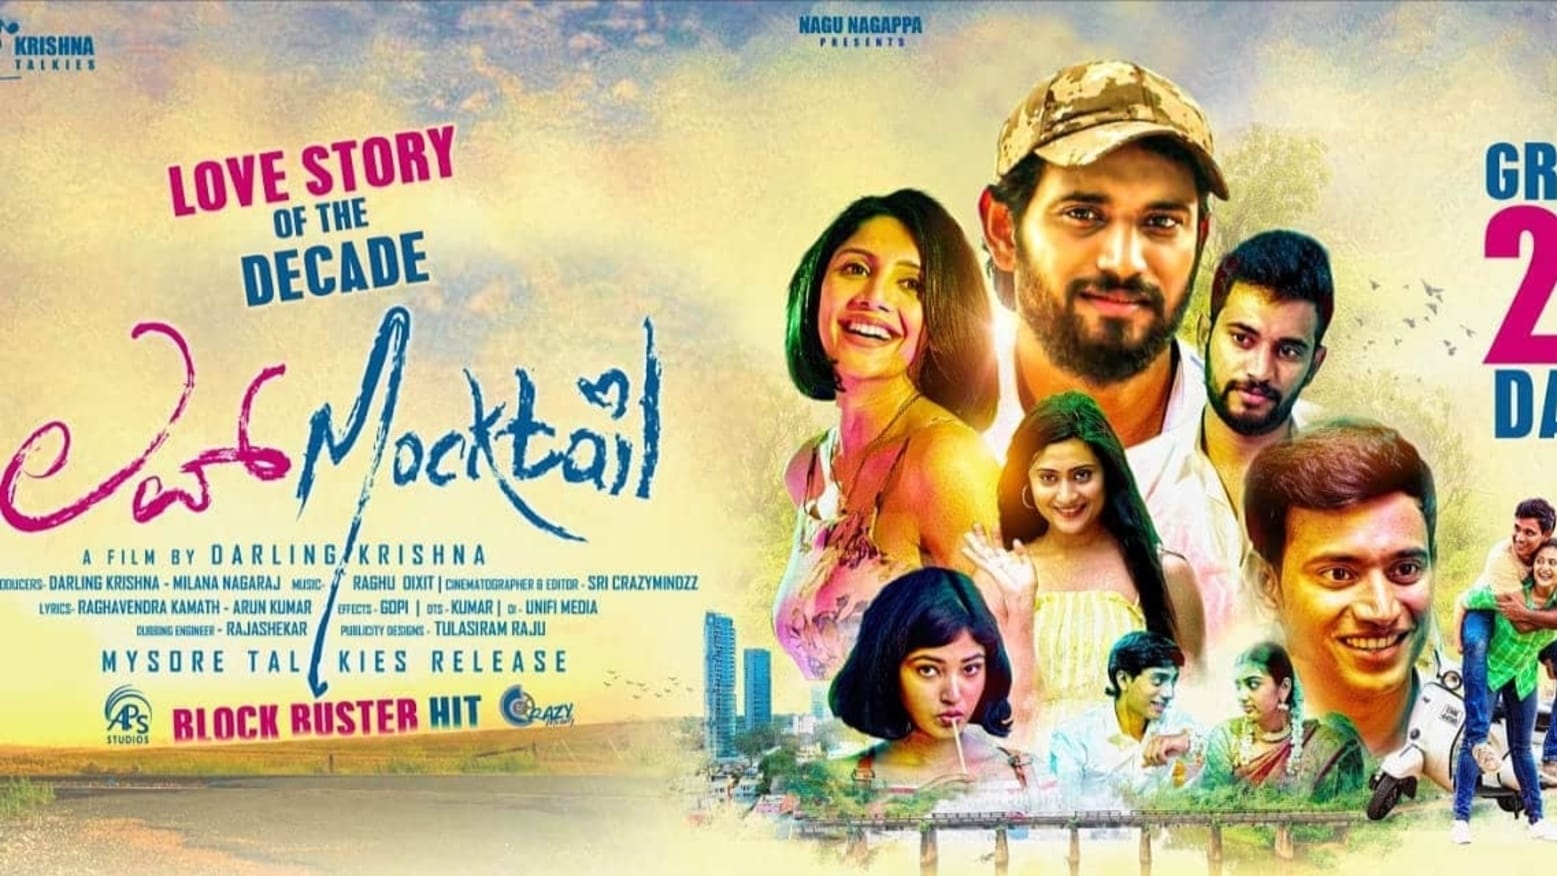 KRISHNA
TALKIES
NAGU NAGAPPA
PRESENTS
LOVE STORY
OF THE
DECADE
ಲವ್ Mocktail
A FILM BY DARLING KRISHNA
DARLING KRISHNA - MILANA NAGARAJ MUSIC- RAGHU DIXIT | CINEMATOGRAPHER & EDITOR - SRI CRAZYMINDZZ
LYRICS- RAGHAVENDRA KAMATH - ARUN KUMAR EFFECTS - GOPI | DTS - KUMAR | DI - UNIFI MEDIA
DUBBING ENGINEER - RAJASHEKAR PUBLICITY DESIGNS - TULASIRAM RAJU
MYSORE TALKIES RELEASE
APS STUDIOS
BLOCK BUSTER HIT
CRAZY
GR
2
DA